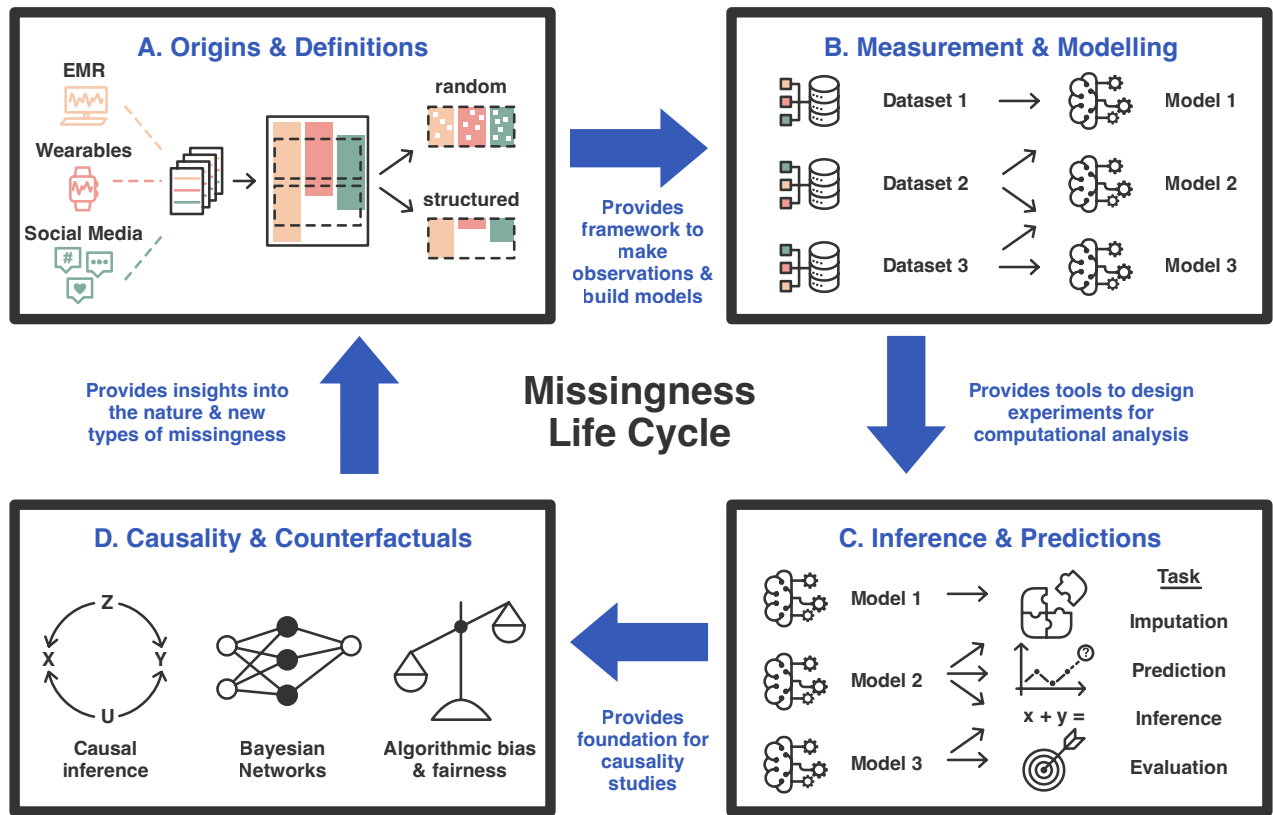 A. Origins & Definitions
EMR
Wearables
Social Media
#
random
structured
Provides
framework to
make
observations &
build models
B. Measurement & Modelling
Dataset 1
Model 1
Dataset 2
Model 2
Dataset 3
Model 3
Provides insights into
the nature & new
types of missingness
Missingness
Life Cycle
Provides tools to design
experiments for
computational analysis
D. Causality & Counterfactuals
Z
X
Y
U
Causal
inference
Bayesian
Networks
Algorithmic bias
& fairness
Provides
foundation for
causality
studies
C. Inference & Predictions
Task
Model 1
Imputation
?
Model 2
Prediction
x + y =
Inference
Model 3
Evaluation